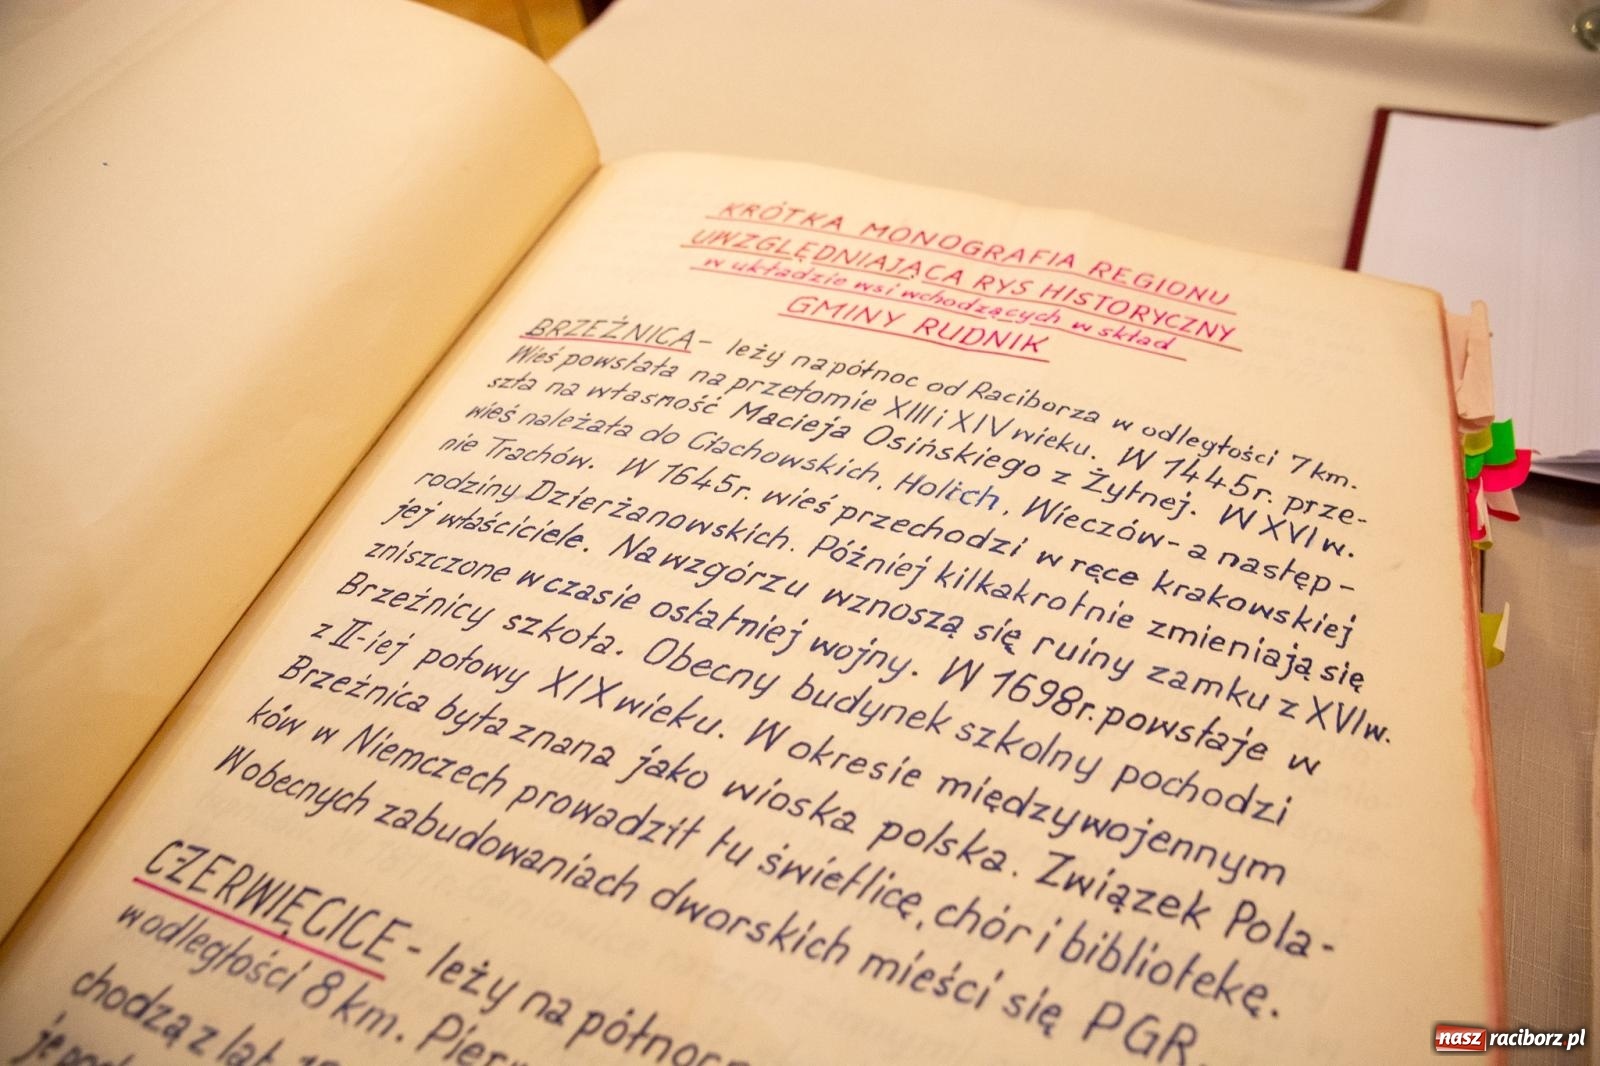 KRÓTKA MONOGRAFIA REGIONU
UWZGLĘDNIAJĄCA RYS HISTORYCZNY
w układzie wsi wchodzących w skład
GMINY RUDNIK
BRZEŹNICA – leży na północ od Raciborza w odległości 7 km.
Wieś powstała na przełomie XIII i XIV wieku. W 1445 r. prze-
szła na własność Macieja Osińskiego z Żytnej. W XVI w.
wieś należała do Cłachowskich, Holich, Wieczów – a następ-
nie Trachów. W 1645 r. wieś przechodzi w ręce krakowskiej
rodziny Dzierżanowskich. Później kilkakrotnie zmieniają się
jej właściciele. Na wzgórzu wznoszą się ruiny zamku z XVI w.
zniszczone w czasie ostatniej wojny. W 1698 r. powstaje w
Brzeźnicy szkoła. Obecny budynek szkolny pochodzi
z II-iej połowy XIX wieku. W okresie międzywojennym
Brzeźnica była znana jako wioska polska. Związek Pola-
ków w Niemczech prowadził tu świetlicę, chór i bibliotekę.
W obecnych zabudowaniach dworskich mieści się PGR.
CZERWIĘCICE – leży na północ
w odległości 8 km. Pierw
chodzą z lat
je
nasz raciborz.pl